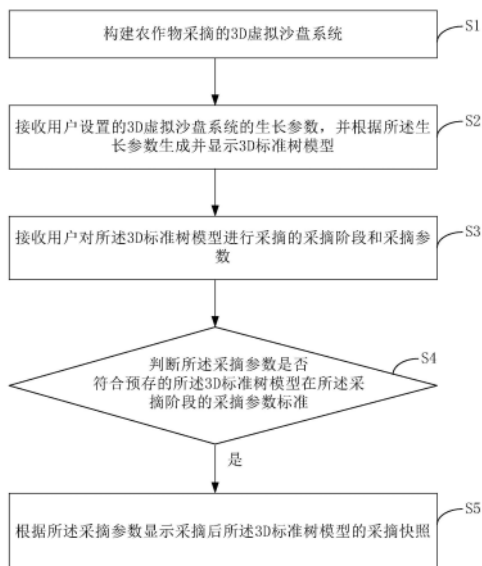 构建农作物采摘的3D虚拟沙盘系统
S1
接收用户设置的3D虚拟沙盘系统的生长参数，并根据所述生
长参数生成并显示3D标准树模型
S2
接收用户对所述3D标准树模型进行采摘的采摘阶段和采摘参
数
S3
判断所述采摘参数是否
符合预存的所述3D标准树模型在所述采
摘阶段的采摘参数标准
S4
是
根据所述采摘参数显示采摘后所述3D标准树模型的采摘快照
S5